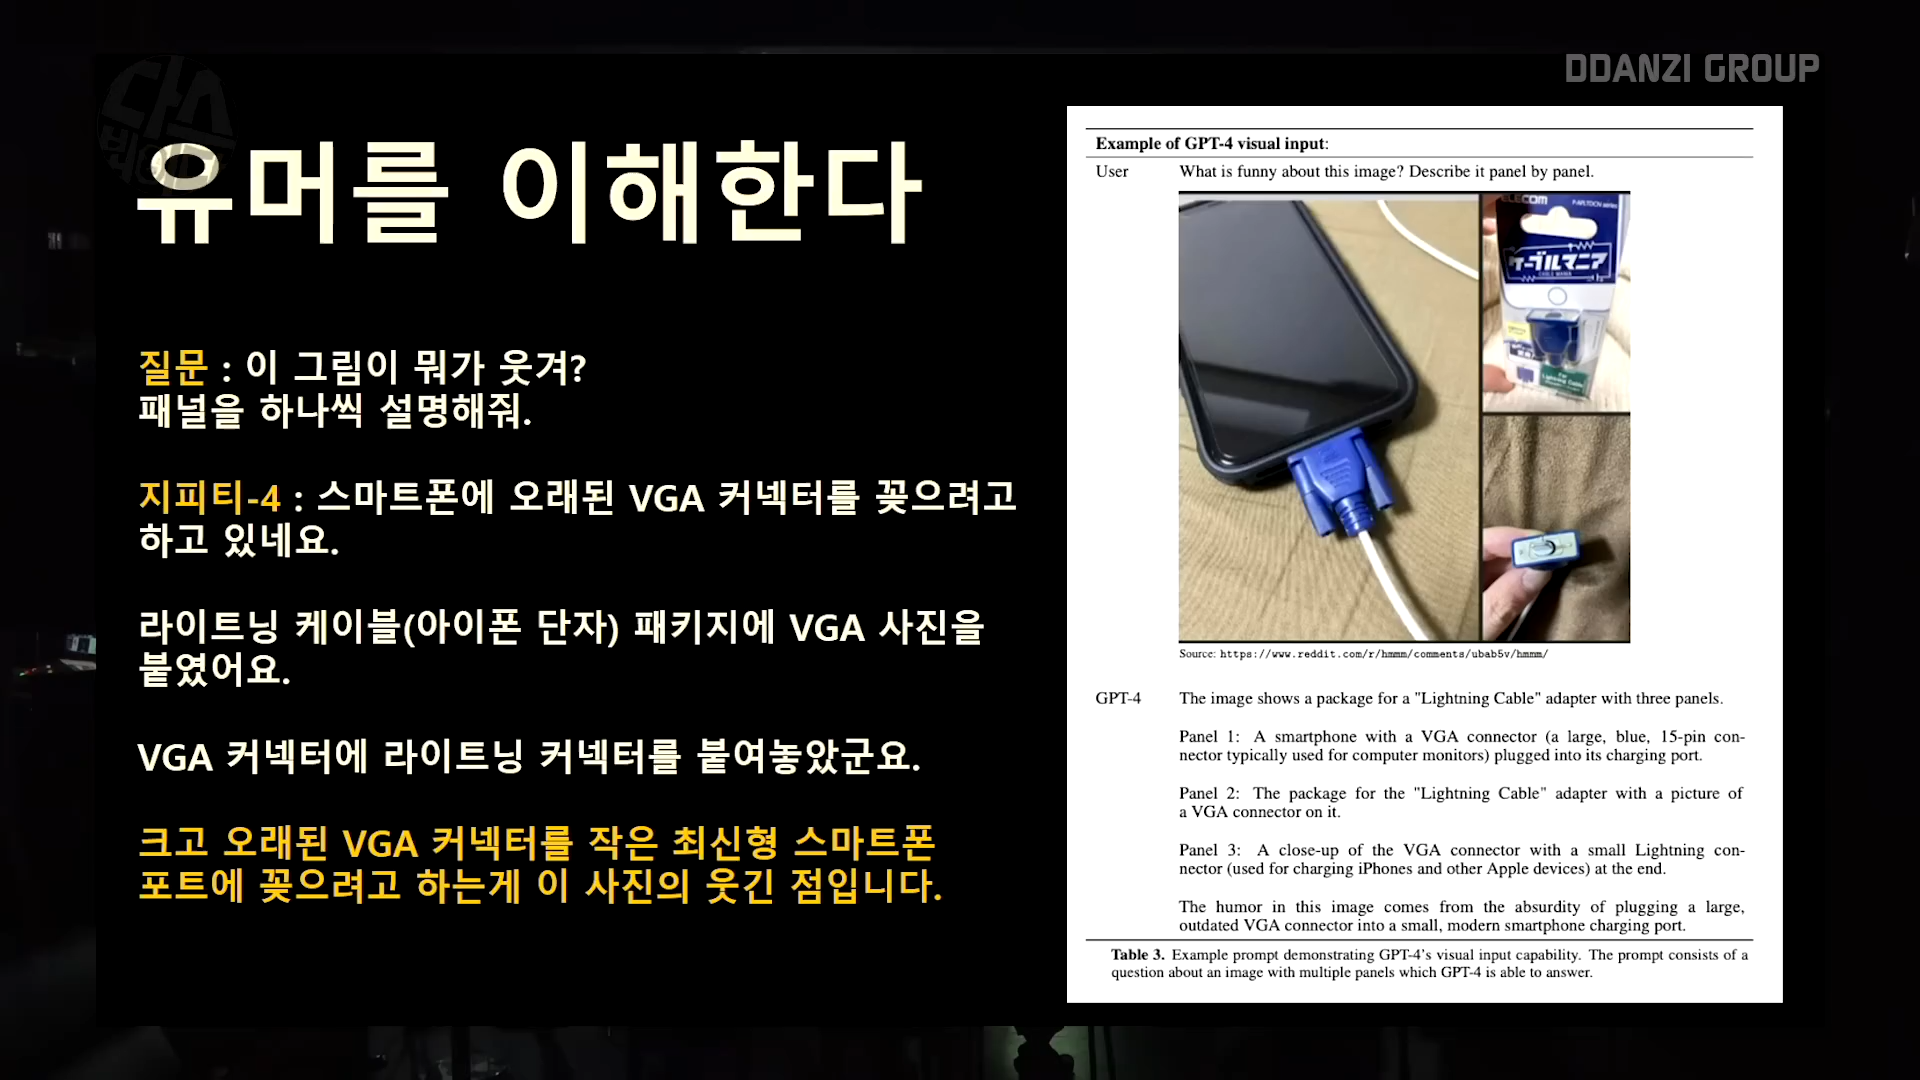 DDANZI GROUP
다스
유머를 이해한다
질문 : 이 그림이 뭐가 웃겨?
패널을 하나씩 설명해줘.
지피티-4 : 스마트폰에 오래된 VGA 커넥터를 꽂으려고
하고 있네요.
라이트닝 케이블(아이폰 단자) 패키지에 VGA 사진을
붙였어요.
VGA 커넥터에 라이트닝 커넥터를 붙여놓았군요.
크고 오래된 VGA 커넥터를 작은 최신형 스마트폰
포트에 꽂으려고 하는게 이 사진의 웃긴 점입니다.
Example of GPT-4 visual input:
User What is funny about this image? Describe it panel by panel.
ELECOM
ケーブルマニア
CABLE MANIA
For
Lightning Cable
Source: https://www.reddit.com/r/hmmm/comments/ubab5v/hmmm/
GPT-4 The image shows a package for a "Lightning Cable" adapter with three panels.
Panel 1: A smartphone with a VGA connector (a large, blue, 15-pin con-
nector typically used for computer monitors) plugged into its charging port.
Panel 2: The package for the "Lightning Cable" adapter with a picture of
a VGA connector on it.
Panel 3: A close-up of the VGA connector with a small Lightning con-
nector (used for charging iPhones and other Apple devices) at the end.
The humor in this image comes from the absurdity of plugging a large,
outdated VGA connector into a small, modern smartphone charging port.
Table 3. Example prompt demonstrating GPT-4's visual input capability. The prompt consists of a
question about an image with multiple panels which GPT-4 is able to answer.